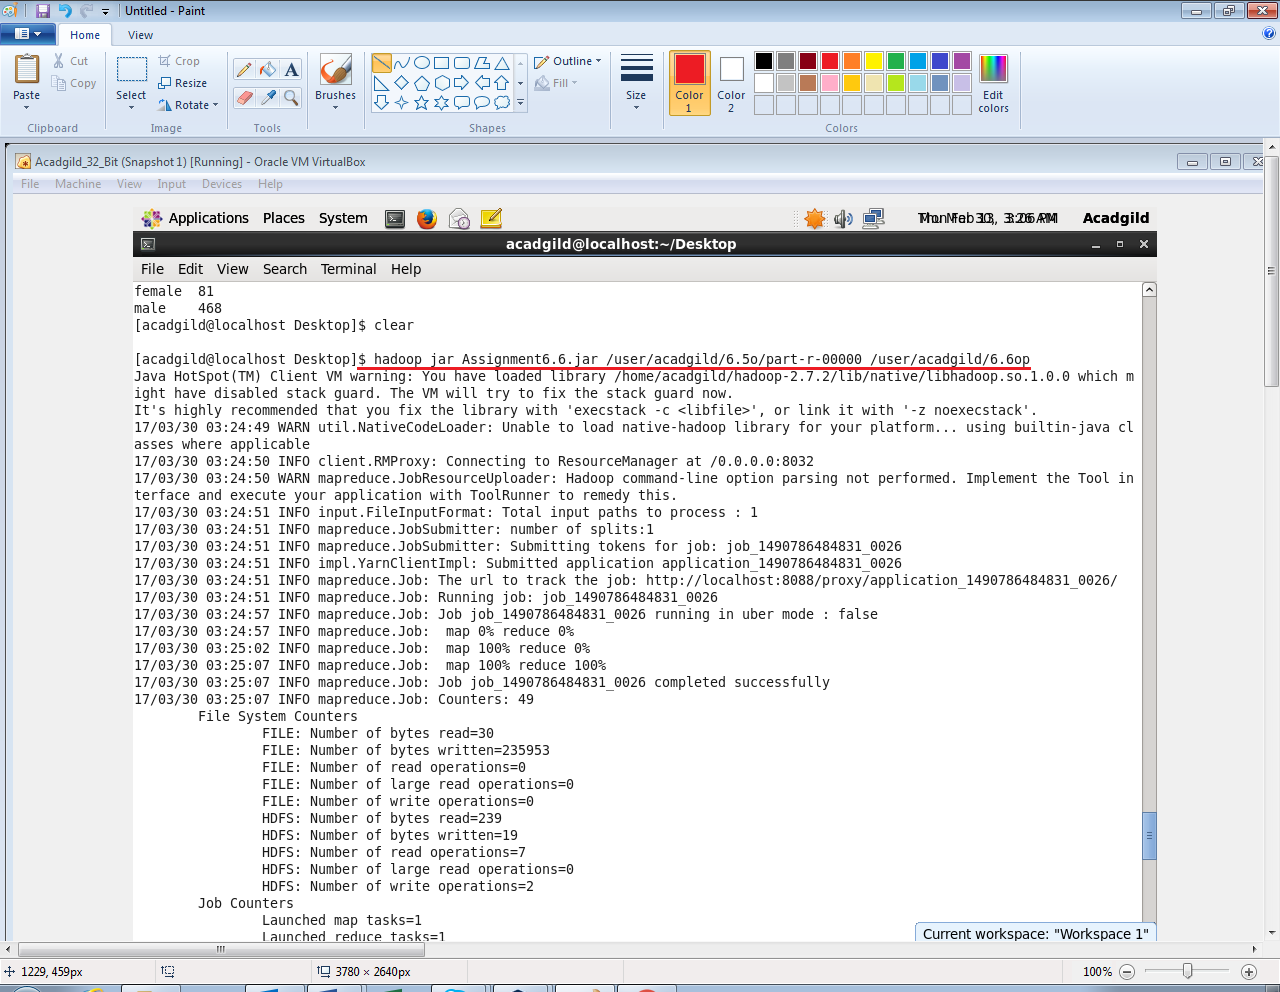 Untitled - Paint
Home
View
Paste
Cut
Copy
Clipboard
Select
Crop
Resize
Rotate
Image
A
Tools
Brushes
Outline
Fill
Shapes
Size
Color 1
Color 2
Edit colors
Colors
Acadgild_32_Bit (Snapshot 1) [Running] - Oracle VM VirtualBox
File Machine View Input Devices Help
Applications Places System
Acadgild
acadgild@localhost:~/Desktop
File Edit View Search Terminal Help
female  81
male    468
[acadgild@localhost Desktop]$ clear
[acadgild@localhost Desktop]$ hadoop jar Assignment6.6.jar /user/acadgild/6.5o/part-r-00000 /user/acadgild/6.6op
Java HotSpot(TM) Client VM warning: You have loaded library /home/acadgild/hadoop-2.7.2/lib/native/libhadoop.so.1.0.0 which m
ight have disabled stack guard. The VM will try to fix the stack guard now.
It's highly recommended that you fix the library with 'execstack -c <libfile>', or link it with '-z noexecstack'.
17/03/30 03:24:49 WARN util.NativeCodeLoader: Unable to load native-hadoop library for your platform... using builtin-java cl
asses where applicable
17/03/30 03:24:50 INFO client.RMProxy: Connecting to ResourceManager at /0.0.0.0:8032
17/03/30 03:24:50 WARN mapreduce.JobResourceUploader: Hadoop command-line option parsing not performed. Implement the Tool in
terface and execute your application with ToolRunner to remedy this.
17/03/30 03:24:51 INFO input.FileInputFormat: Total input paths to process : 1
17/03/30 03:24:51 INFO mapreduce.JobSubmitter: number of splits:1
17/03/30 03:24:51 INFO mapreduce.JobSubmitter: Submitting tokens for job: job_1490786484831_0026
17/03/30 03:24:51 INFO impl.YarnClientImpl: Submitted application application_1490786484831_0026
17/03/30 03:24:51 INFO mapreduce.Job: The url to track the job: http://localhost:8088/proxy/application_1490786484831_0026/
17/03/30 03:24:51 INFO mapreduce.Job: Running job: job_1490786484831_0026
17/03/30 03:24:57 INFO mapreduce.Job: Job job_1490786484831_0026 running in uber mode : false
17/03/30 03:24:57 INFO mapreduce.Job:  map 0% reduce 0%
17/03/30 03:25:02 INFO mapreduce.Job:  map 100% reduce 0%
17/03/30 03:25:07 INFO mapreduce.Job:  map 100% reduce 100%
17/03/30 03:25:07 INFO mapreduce.Job: Job job_1490786484831_0026 completed successfully
17/03/30 03:25:07 INFO mapreduce.Job: Counters: 49
File System Counters
FILE: Number of bytes read=30
FILE: Number of bytes written=235953
FILE: Number of read operations=0
FILE: Number of large read operations=0
FILE: Number of write operations=0
HDFS: Number of bytes read=239
HDFS: Number of bytes written=19
HDFS: Number of read operations=7
HDFS: Number of large read operations=0
HDFS: Number of write operations=2
Job Counters
Launched map tasks=1
Launched reduce tasks=1
Current workspace: "Workspace 1"
1229, 459px
3780 × 2640px
100%